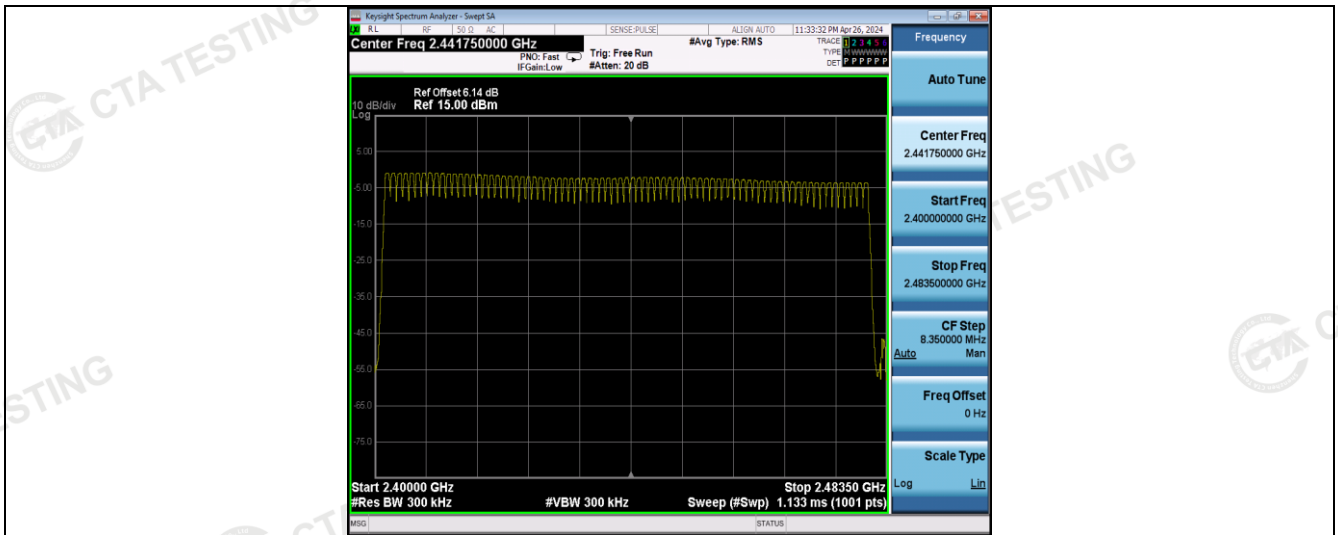 Keysight Spectrum Analyzer - Swept SA
RL RF 50 Ω AC SENSE:PULSE ALIGN AUTO 11:33:32 PM Apr 26, 2024
Center Freq 2.441750000 GHz
PNO: Fast
IFGain:Low
Trig: Free Run
#Atten: 20 dB
#Avg Type: RMS
TRACE 1 2 3 4 5 6
TYPE M WWWWW
DET P P P P P P
Ref Offset 6.14 dB
10 dB/div Ref 15.00 dBm
Log
5.00
-5.00
-15.0
-25.0
-35.0
-45.0
-55.0
-65.0
-75.0
Start 2.40000 GHz Stop 2.48350 GHz
#Res BW 300 kHz #VBW 300 kHz Sweep (#Swp) 1.133 ms (1001 pts)
MSG STATUS
Frequency
Auto Tune
Center Freq
2.441750000 GHz
Start Freq
2.400000000 GHz
Stop Freq
2.483500000 GHz
CF Step
8.350000 MHz
Auto Man
Freq Offset
0 Hz
Scale Type
Log Lin
CTA TESTING
TESTING
ESTING
CTA
CT